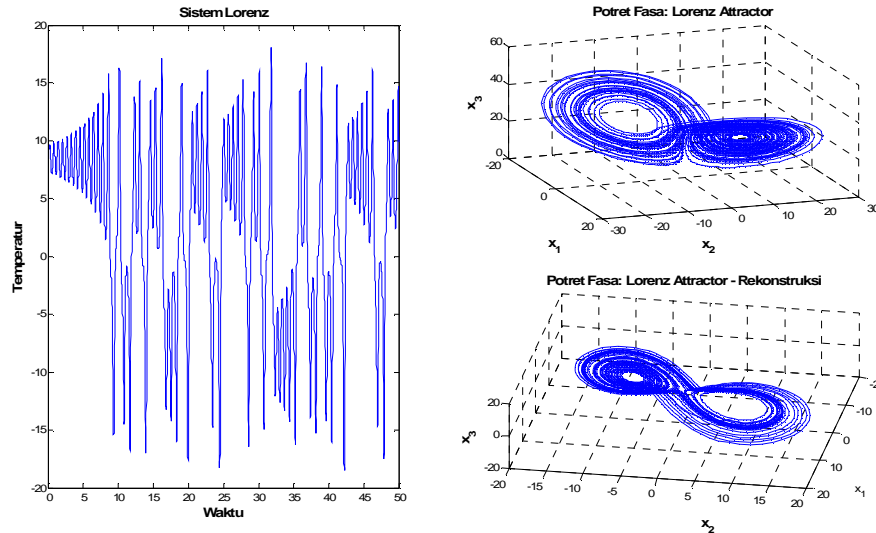 Sistem Lorenz
20
15
10
5
0
-5
-10
-15
-20
Temperatur
0 5 10 15 20 25 30 35 40 45 50
Waktu
Potret Fasa: Lorenz Attractor
60
40
20
0
x3
-20
0
20
x1
-30 -20 -10 0 10 20 30
x2
Potret Fasa: Lorenz Attractor - Rekonstruksi
20
0
-20
x3
-20 -15 -10 -5 0 5 10 15 20
x2
-10
0
10
20
x1